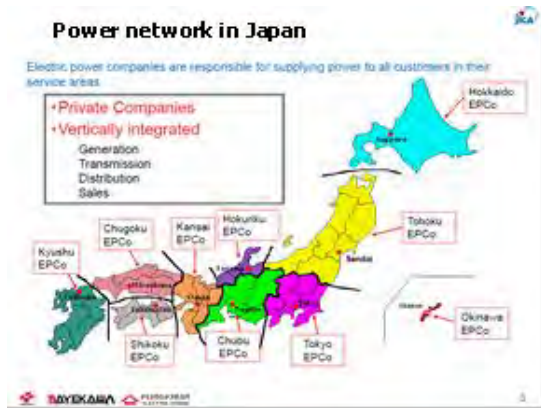 Power network in Japan
JICA
Electric power companies are responsible for supplying power to all customers in their
service areas
•Private Companies
•Vertically integrated
Generation
Transmission
Distribution
Sales
Hokkaido
EPCo
Tohoku
EPCo
Sendai
Hokuriku
EPCo
Kansai
EPCo
Chugoku
EPCo
Kyushu
EPCo
Shikoku
EPCo
Chubu
EPCo
Tokyo
EPCo
Okinawa
EPCo
MAYEKAWA